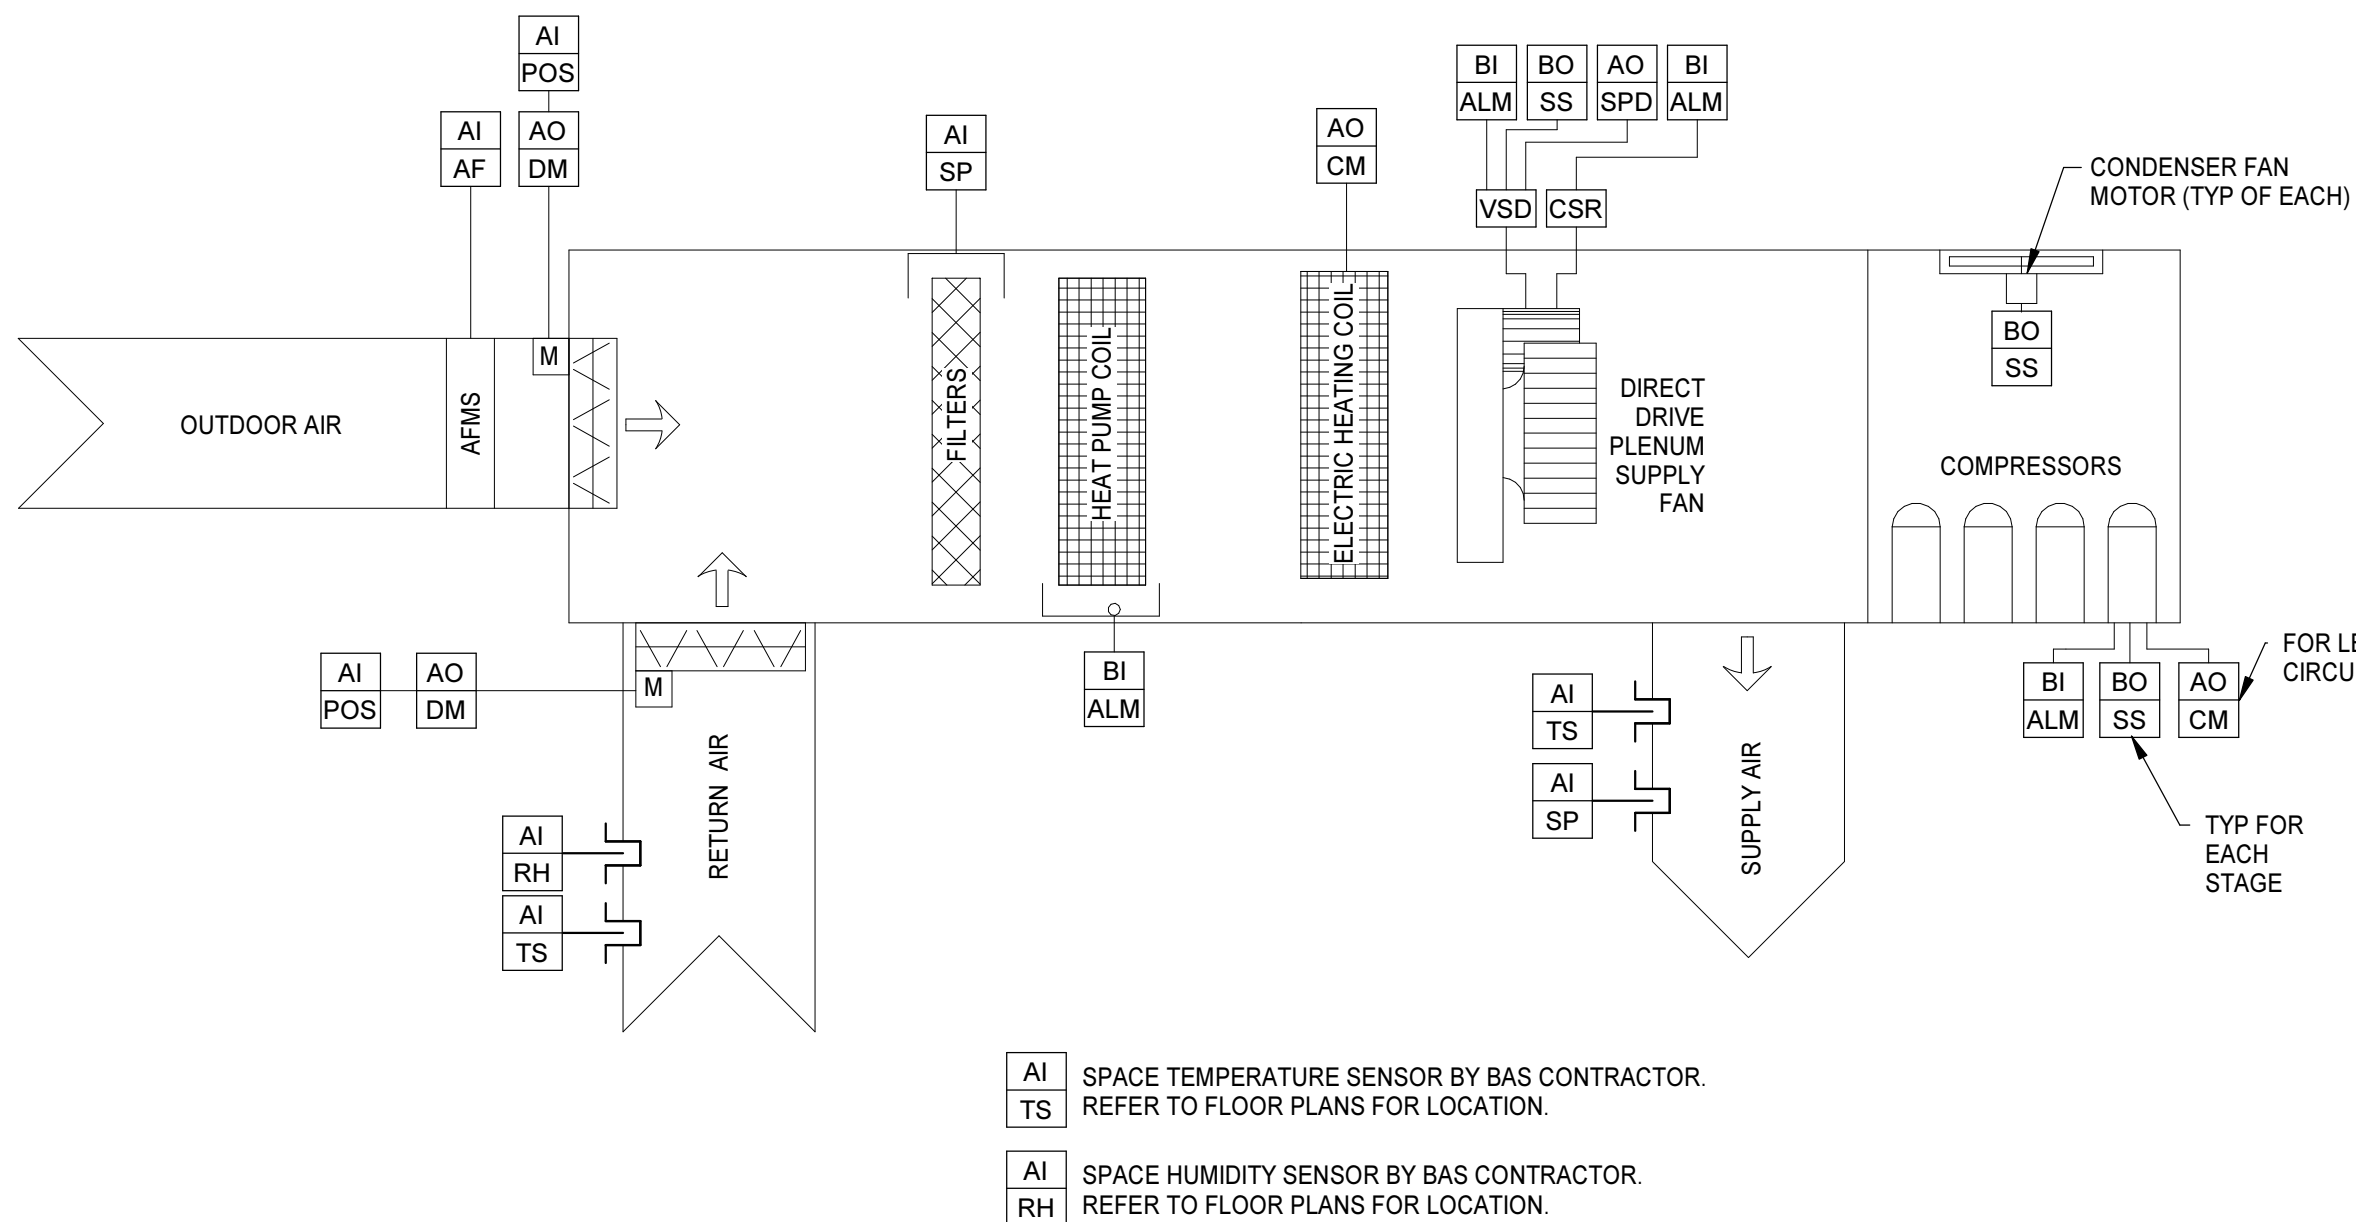 AI
POS
AI
AF
AO
DM
AI
SP
AO
CM
BI
ALM
BO
SS
AO
SPD
BI
ALM
VSD
CSR
CONDENSER FAN
MOTOR (TYP OF EACH)
BO
SS
M
OUTDOOR AIR
AFMS
FILTERS
HEAT PUMP COIL
ELECTRIC HEATING COIL
DIRECT
DRIVE
PLENUM
SUPPLY
FAN
COMPRESSORS
AI
POS
AO
DM
M
BI
ALM
AI
TS
AI
SP
SUPPLY AIR
BI
ALM
BO
SS
AO
CM
FOR
TYP FOR
EACH
STAGE
RETURN AIR
AI
RH
AI
TS
AI
TS
SPACE TEMPERATURE SENSOR BY BAS CONTRACTOR.
REFER TO FLOOR PLANS FOR LOCATION.
AI
RH
SPACE HUMIDITY SENSOR BY BAS CONTRACTOR.
REFER TO FLOOR PLANS FOR LOCATION.